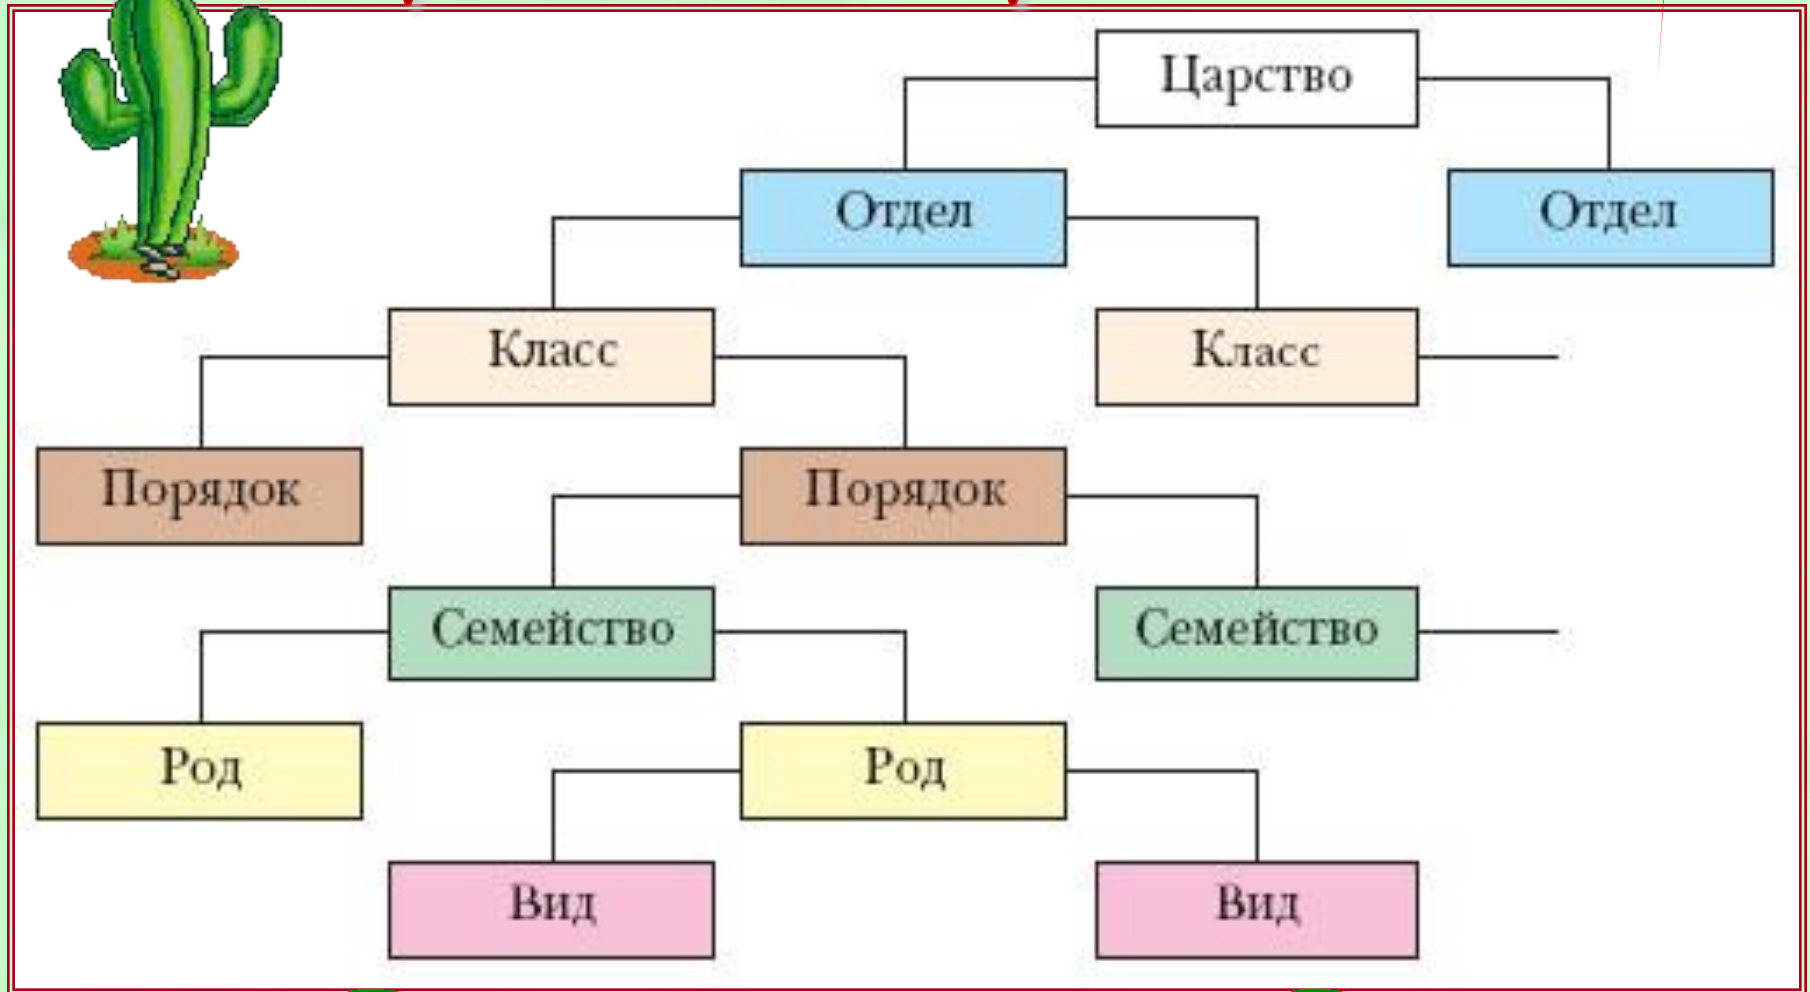 Царство
Отдел
Отдел
Класс
Класс
Порядок
Порядок
Семейство
Семейство
Род
Род
Вид
Вид